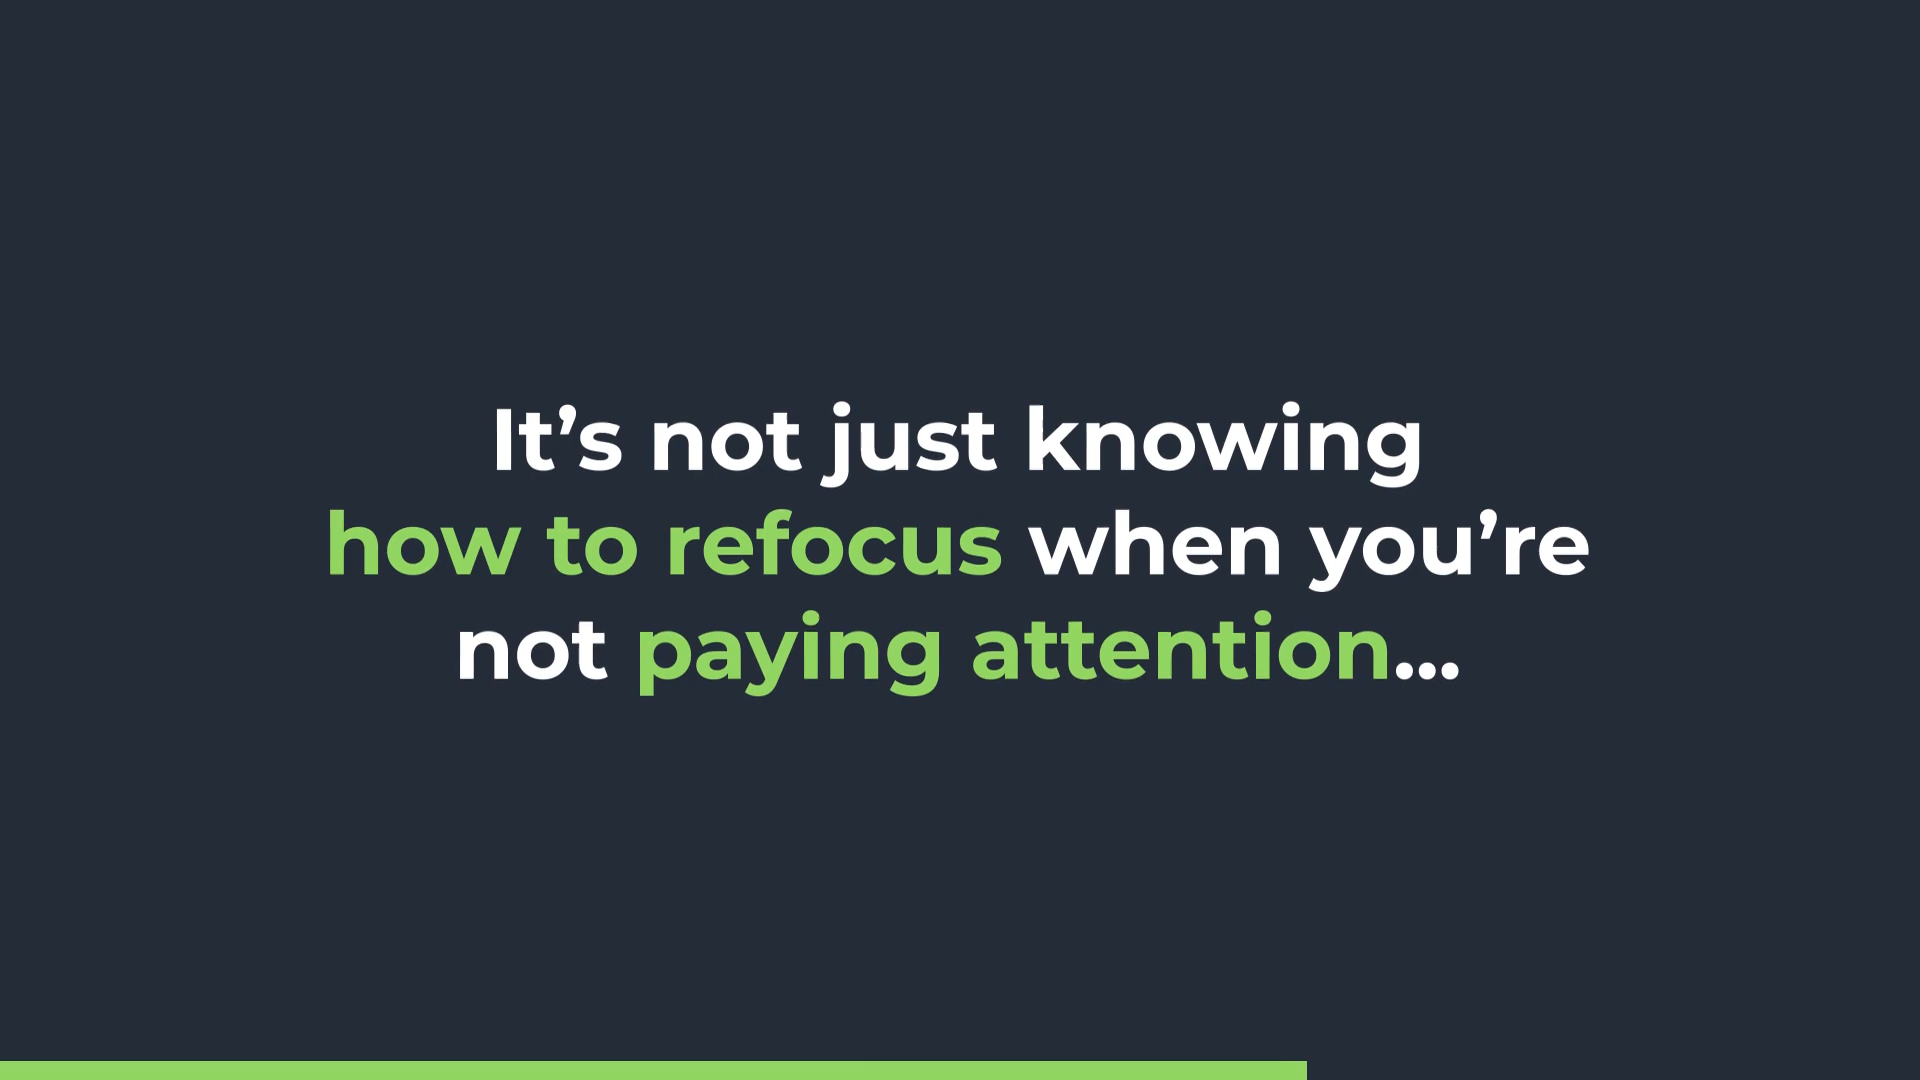 It’s not just knowing
how to refocus when you’re
not paying attention...